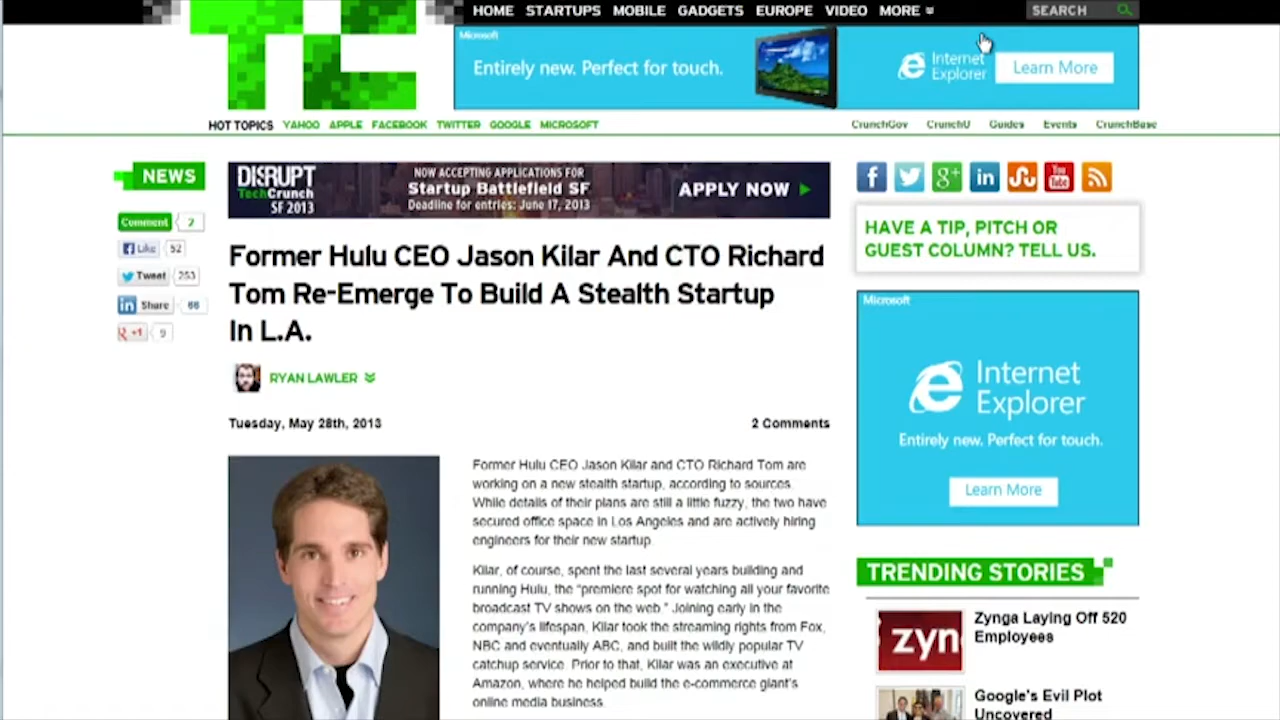 HOME STARTUPS MOBILE GADGETS EUROPE VIDEO MORE
SEARCH
TC
Microsoft
Entirely new. Perfect for touch.
Internet
Explorer
Learn More
HOT TOPICS YAHOO APPLE FACEBOOK TWITTER GOOGLE MICROSOFT
CrunchGov CrunchU Guides Events CrunchBase
NEWS
Comment 2
Like 52
Tweet 253
in Share 66
+1 9
DISRUPT
TechCrunch
SF 2013
NOW ACCEPTING APPLICATIONS FOR
Startup Battlefield SF
Deadline for entries: June 17, 2013
APPLY NOW
Former Hulu CEO Jason Kilar And CTO Richard
Tom Re-Emerge To Build A Stealth Startup
In L.A.
RYAN LAWLER
Tuesday, May 28th, 2013
2 Comments
Former Hulu CEO Jason Kilar and CTO Richard Tom are
working on a new stealth startup, according to sources.
While details of their plans are still a little fuzzy, the two have
secured office space in Los Angeles and are actively hiring
engineers for their new startup.
Kilar, of course, spent the last several years building and
running Hulu, the “premiere spot for watching all your favorite
broadcast TV shows on the web.” Joining early in the
company’s lifespan, Kilar took the streaming rights from Fox,
NBC and eventually ABC, and built the wildly popular TV
catchup service. Prior to that, Kilar was an executive at
Amazon, where he helped build the e-commerce giant’s
online media business.
f g+ in You Tube
HAVE A TIP, PITCH OR
GUEST COLUMN? TELL US.
Microsoft
Internet
Explorer
Entirely new. Perfect for touch.
Learn More
TRENDING STORIES
zyn
Zynga Laying Off 520
Employees
Google's Evil Plot
Uncovered